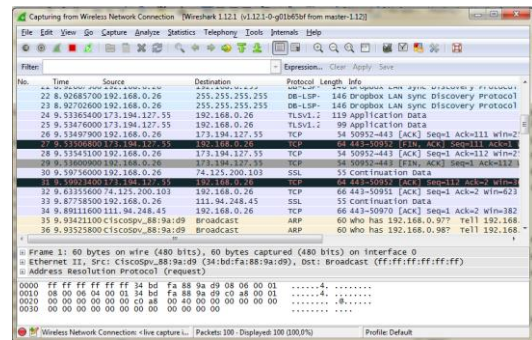 Capturing from Wireless Network Connection [Wireshark 1.12.1 (v1.12.1-0-g01b65bf from master-1.12)]
File Edit View Go Capture Analyze Statistics Telephony Tools Internals Help
Filter: Expression... Clear Apply Save
No. Time Source Destination Protocol Length Info
22 8.92685700 192.168.0.26 255.255.255.255 DB-LSP- 146 Dropbox LAN sync Discovery Protocol
23 8.92702600 192.168.0.26 255.255.255.255 DB-LSP- 146 Dropbox LAN sync Discovery Protocol
24 9.53365400 173.194.127.55 192.168.0.26 TLSv1.2 119 Application Data
25 9.53476000 173.194.127.55 192.168.0.26 TLSv1.2 99 Application Data
26 9.53497900 192.168.0.26 173.194.127.55 TCP 54 50952→443 [ACK] Seq=1 Ack=111 Win=2
27 9.53506800 173.194.127.55 192.168.0.26 TCP 64 443→50952 [FIN, ACK] Seq=111 Ack=1
28 9.53545100 192.168.0.26 173.194.127.55 TCP 54 50952→443 [ACK] Seq=1 Ack=112 Win=2
29 9.53600900 192.168.0.26 173.194.127.55 TCP 54 50952→443 [FIN, ACK] Seq=1 Ack=112
30 9.59756000 192.168.0.26 74.125.200.103 SSL 55 Continuation Data
31 9.59923400 173.194.127.55 192.168.0.26 TCP 64 443→50952 [ACK] Seq=112 Ack=2 Win=3
32 9.63355600 74.125.200.103 192.168.0.26 TCP 66 443→50951 [ACK] Seq=1 Ack=2 Win=623
33 9.87758500 192.168.0.26 111.94.248.45 SSL 55 Continuation Data
34 9.89111600 111.94.248.45 192.168.0.26 TCP 66 443→50970 [ACK] Seq=1 Ack=2 Win=382
35 9.93421100 CiscoSpv_88:9a:d9 Broadcast ARP 60 Who has 192.168.0.97? Tell 192.168.
36 9.93525800 CiscoSpv_88:9a:d9 Broadcast ARP 60 Who has 192.168.0.98? Tell 192.168.
Frame 1: 60 bytes on wire (480 bits), 60 bytes captured (480 bits) on interface 0
Ethernet II, Src: CiscoSpv_88:9a:d9 (34:bd:fa:88:9a:d9), Dst: Broadcast (ff:ff:ff:ff:ff:ff)
Address Resolution Protocol (request)
0000 ff ff ff ff ff ff 34 bd fa 88 9a d9 08 06 00 01 ......4. ........
0010 08 00 06 04 00 01 34 bd fa 88 9a d9 c0 a8 00 01 ......4. ........
0020 00 00 00 00 00 00 c0 a8 00 40 00 00 00 00 00 00 ........ .@......
0030 00 00 00 00 00 00 00 00 00 00 00 00 ........ ....
Wireless Network Connection: <live capture i... Packets: 100 · Displayed: 100 (100,0%) Profile: Default